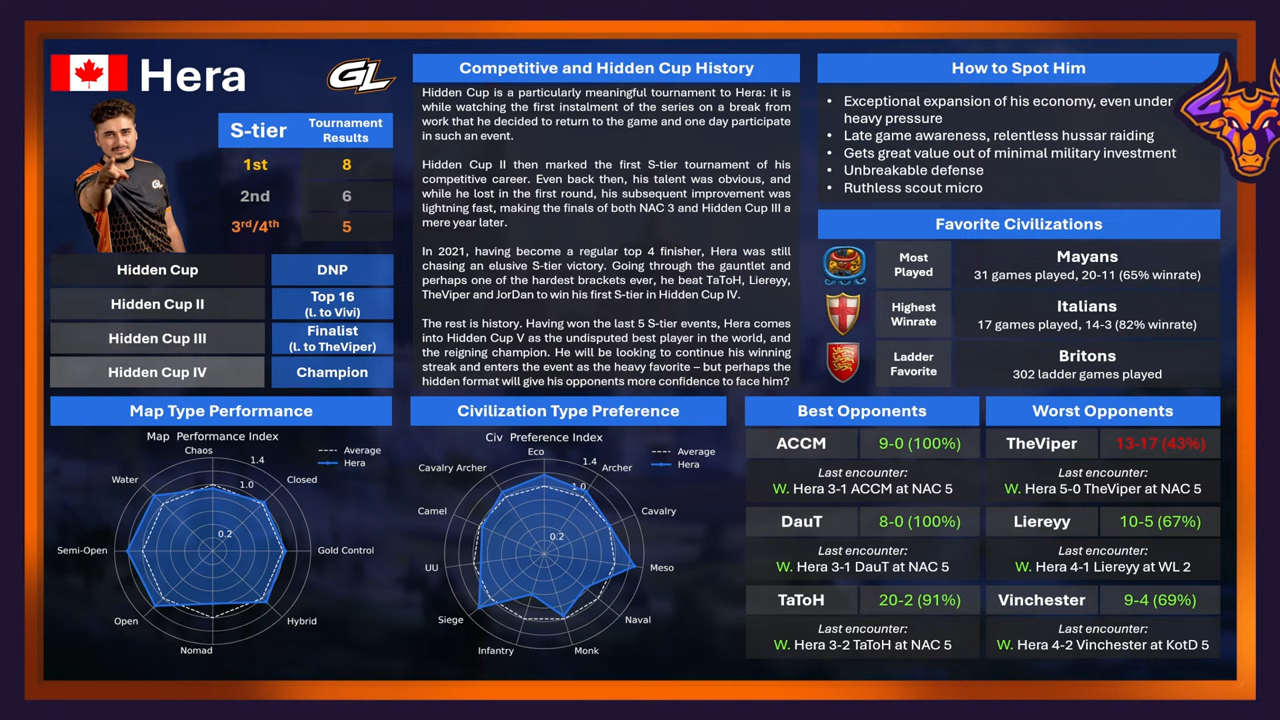 Hera
GL
S-tier
Tournament
Results
1st
8
2nd
6
3rd/4th
5
Hidden Cup
DNP
Hidden Cup II
Top 16
(l. to Vivi)
Hidden Cup III
Finalist
(l. to TheViper)
Hidden Cup IV
Champion
Competitive and Hidden Cup History
Hidden Cup is a particularly meaningful tournament to Hera: it is
while watching the first instalment of the series on a break from
work that he decided to return to the game and one day participate
in such an event.
Hidden Cup II then marked the first S-tier tournament of his
competitive career. Even back then, his talent was obvious, and
while he lost in the first round, his subsequent improvement was
lightning fast, making the finals of both NAC 3 and Hidden Cup III a
mere year later.
In 2021, having become a regular top 4 finisher, Hera was still
chasing an elusive S-tier victory. Going through the gauntlet and
perhaps one of the hardest brackets ever, he beat TaToH, Liereyy,
TheViper and JorDan to win his first S-tier in Hidden Cup IV.
The rest is history. Having won the last 5 S-tier events, Hera comes
into Hidden Cup V as the undisputed best player in the world, and
the reigning champion. He will be looking to continue his winning
streak and enters the event as the heavy favorite – but perhaps the
hidden format will give his opponents more confidence to face him?
How to Spot Him
• Exceptional expansion of his economy, even under
heavy pressure
• Late game awareness, relentless hussar raiding
• Gets great value out of minimal military investment
• Unbreakable defense
• Ruthless scout micro
Favorite Civilizations
Most
Played
Mayans
31 games played, 20-11 (65% winrate)
Highest
Winrate
Italians
17 games played, 14-3 (82% winrate)
Ladder
Favorite
Britons
302 ladder games played
Map Type Performance
Map Performance Index
Average
Hera
Chaos
1.4
Water
Closed
1.0
0.2
Semi-Open
Gold Control
Open
Hybrid
Nomad
Civilization Type Preference
Civ Preference Index
Average
Hera
Eco
1.4
Cavalry Archer
Archer
1.0
Camel
Cavalry
0.2
UU
Meso
Siege
Naval
Infantry
Monk
Best Opponents
ACCM
9-0 (100%)
Last encounter:
W. Hera 3-1 ACCM at NAC 5
DauT
8-0 (100%)
Last encounter:
W. Hera 3-1 DauT at NAC 5
TaToH
20-2 (91%)
Last encounter:
W. Hera 3-2 TaToH at NAC 5
Worst Opponents
TheViper
13-17 (43%)
Last encounter:
W. Hera 5-0 TheViper at NAC 5
Liereyy
10-5 (67%)
Last encounter:
W. Hera 4-1 Liereyy at WL 2
Vinchester
9-4 (69%)
Last encounter:
W. Hera 4-2 Vinchester at KotD 5